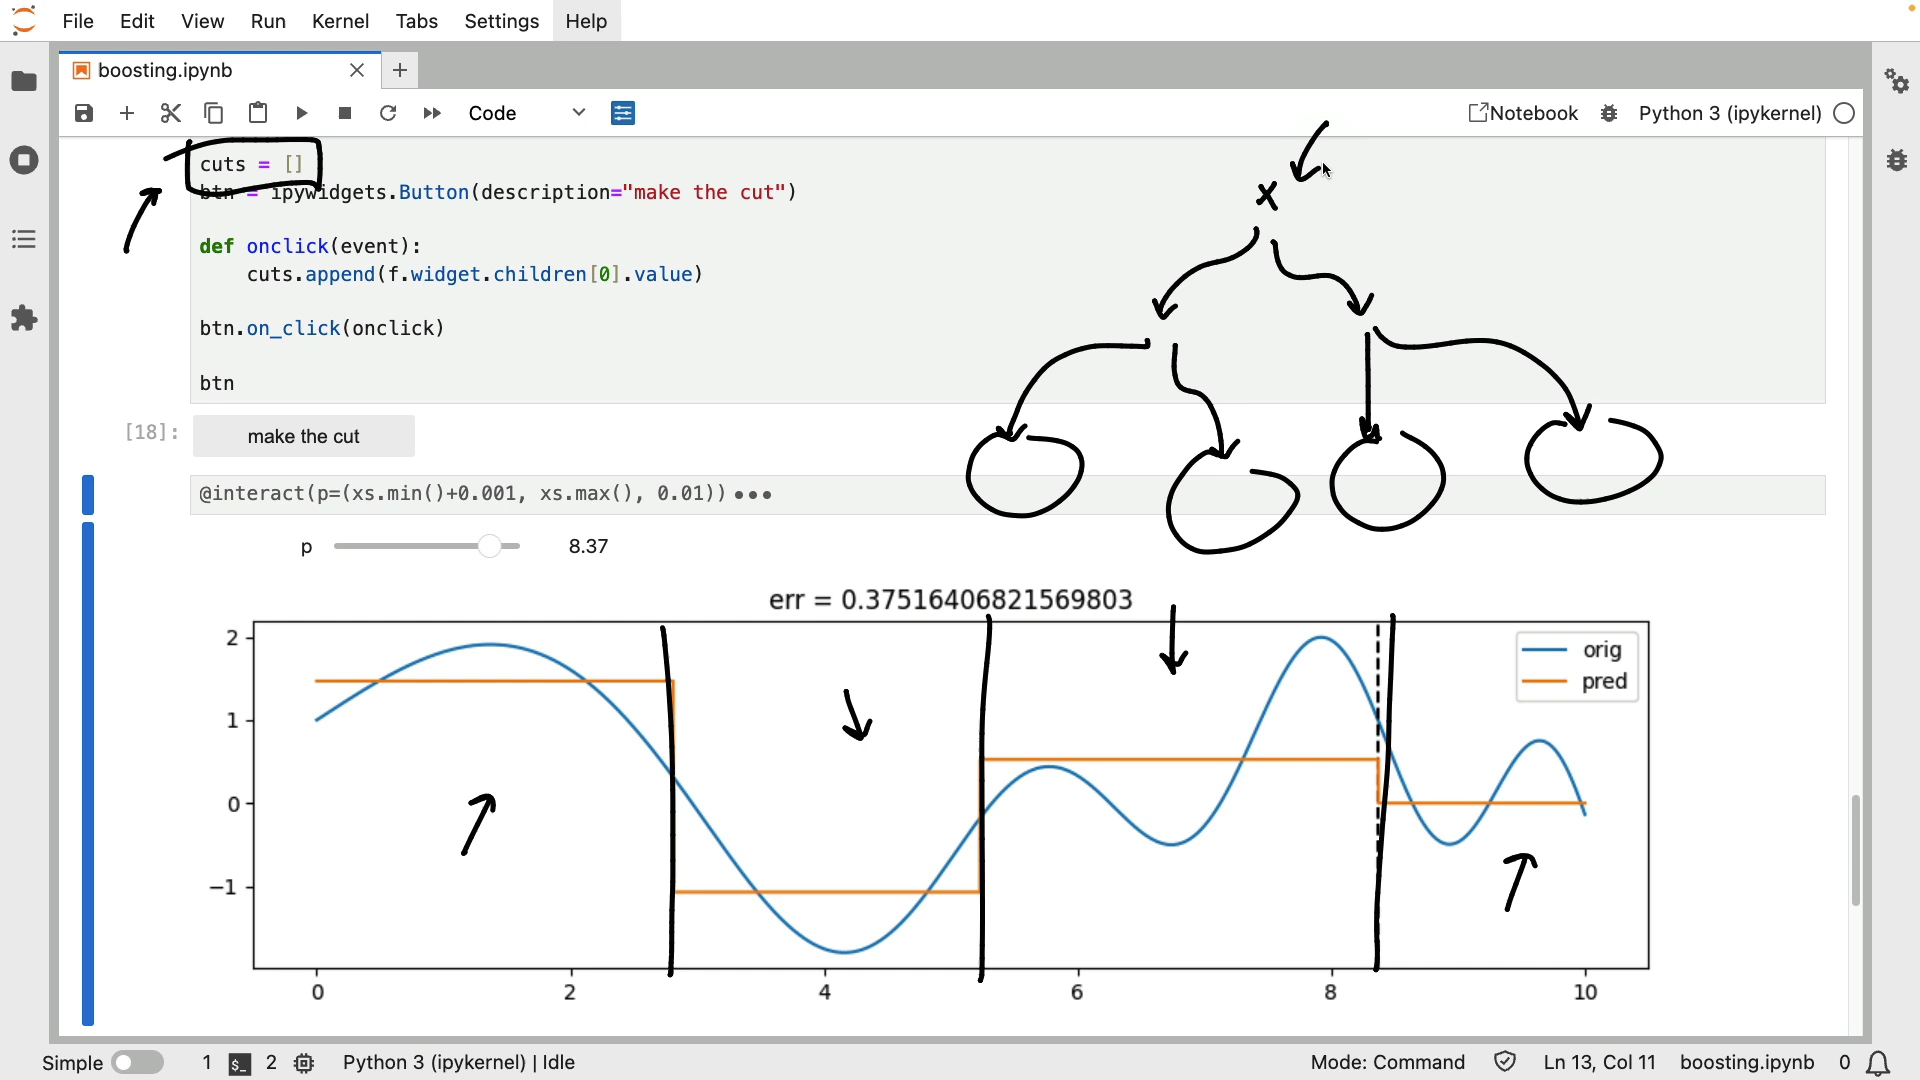 File Edit View Run Kernel Tabs Settings Help
boosting.ipynb
Code
Notebook
Python 3 (ipykernel)
cuts = []
btn = ipywidgets.Button(description="make the cut")
def onclick(event):
cuts.append(f.widget.children[0].value)
btn.on_click(onclick)
btn
[18]: make the cut
@interact(p=(xs.min()+0.001, xs.max(), 0.01))
p 8.37
x
err = 0.37516406821569803
orig
pred
2
1
0
−1
0 2 4 6 8 10
Simple 1 $_ 2 Python 3 (ipykernel) | Idle Mode: Command Ln 13, Col 11 boosting.ipynb 0